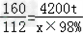 160/112 = 4200t/x×98%